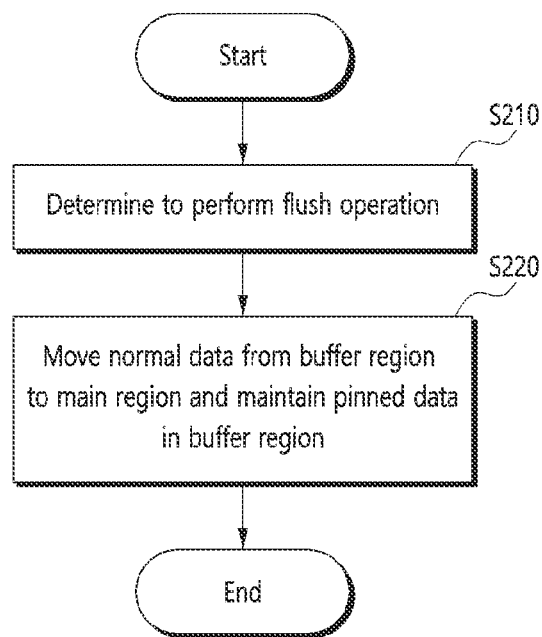 Start
S210
Determine to perform flush operation
S220
Move normal data from buffer region
to main region and maintain pinned data
in buffer region
End